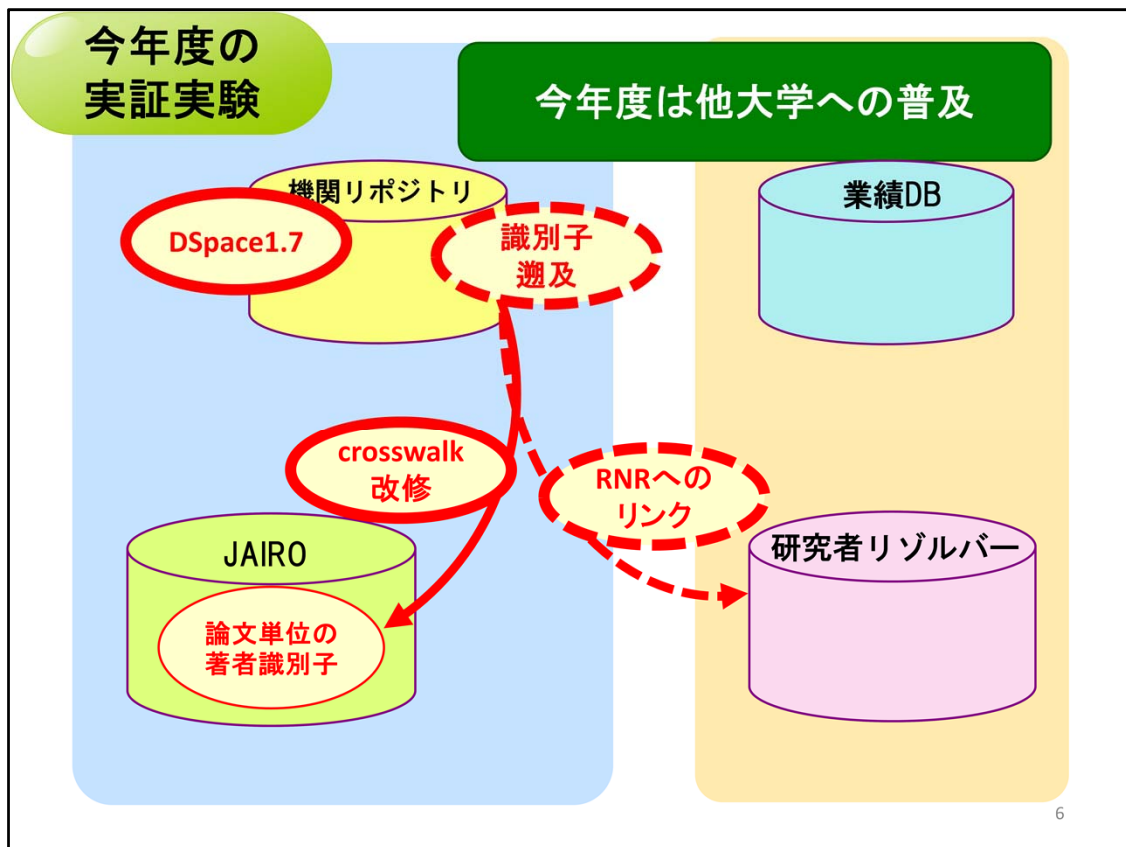 今年度の
実証実験
今年度は他大学への普及
機関リポジトリ
業績DB
DSpace1.7
識別子
遡及
crosswalk
改修
RNRへの
リンク
JAIRO
研究者リゾルバー
論文単位の
著者識別子
6